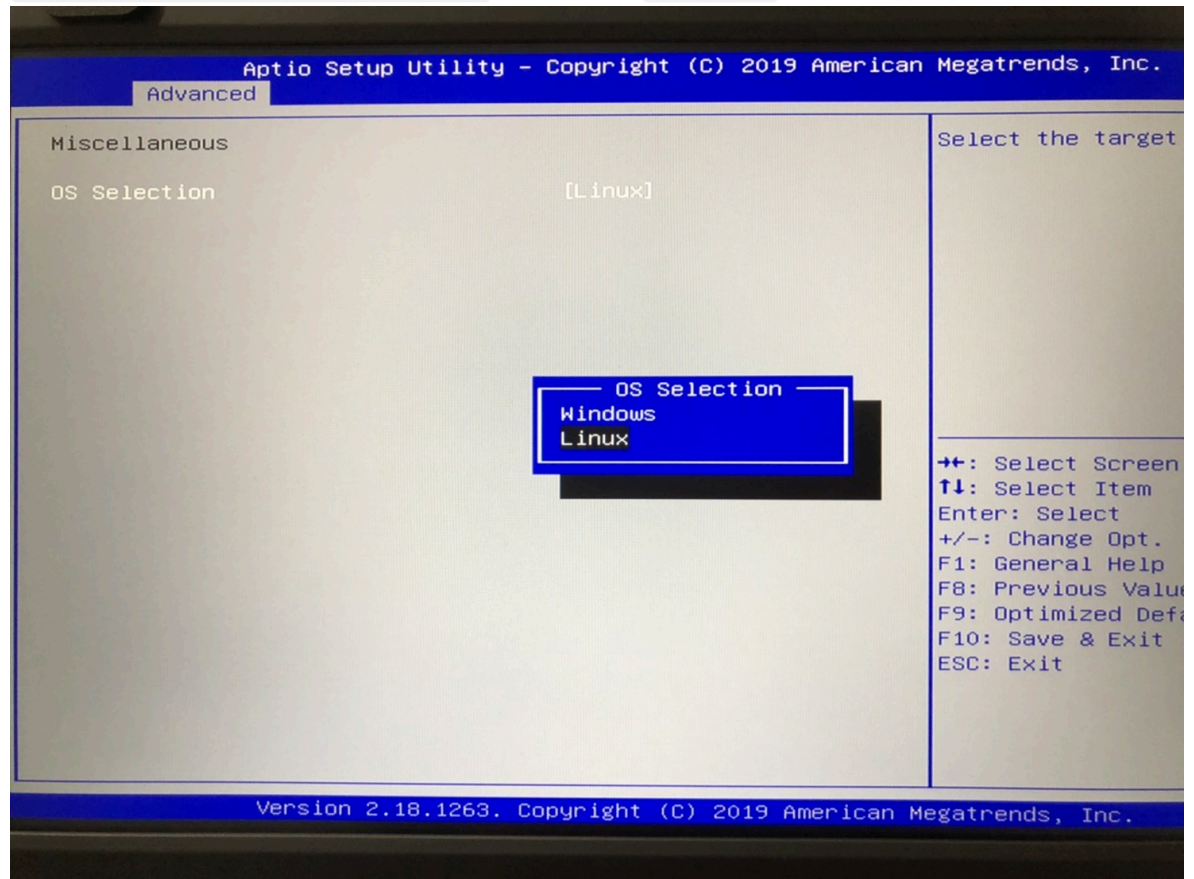 Aptio Setup Utility – Copyright (C) 2019 American Megatrends, Inc.
Advanced
Miscellaneous
OS Selection [Linux]
Select the target
OS Selection
Windows
Linux
→←: Select Screen
↑↓: Select Item
Enter: Select
+/-: Change Opt.
F1: General Help
F8: Previous Value
F9: Optimized Defa
F10: Save & Exit
ESC: Exit
Version 2.18.1263. Copyright (C) 2019 American Megatrends, Inc.